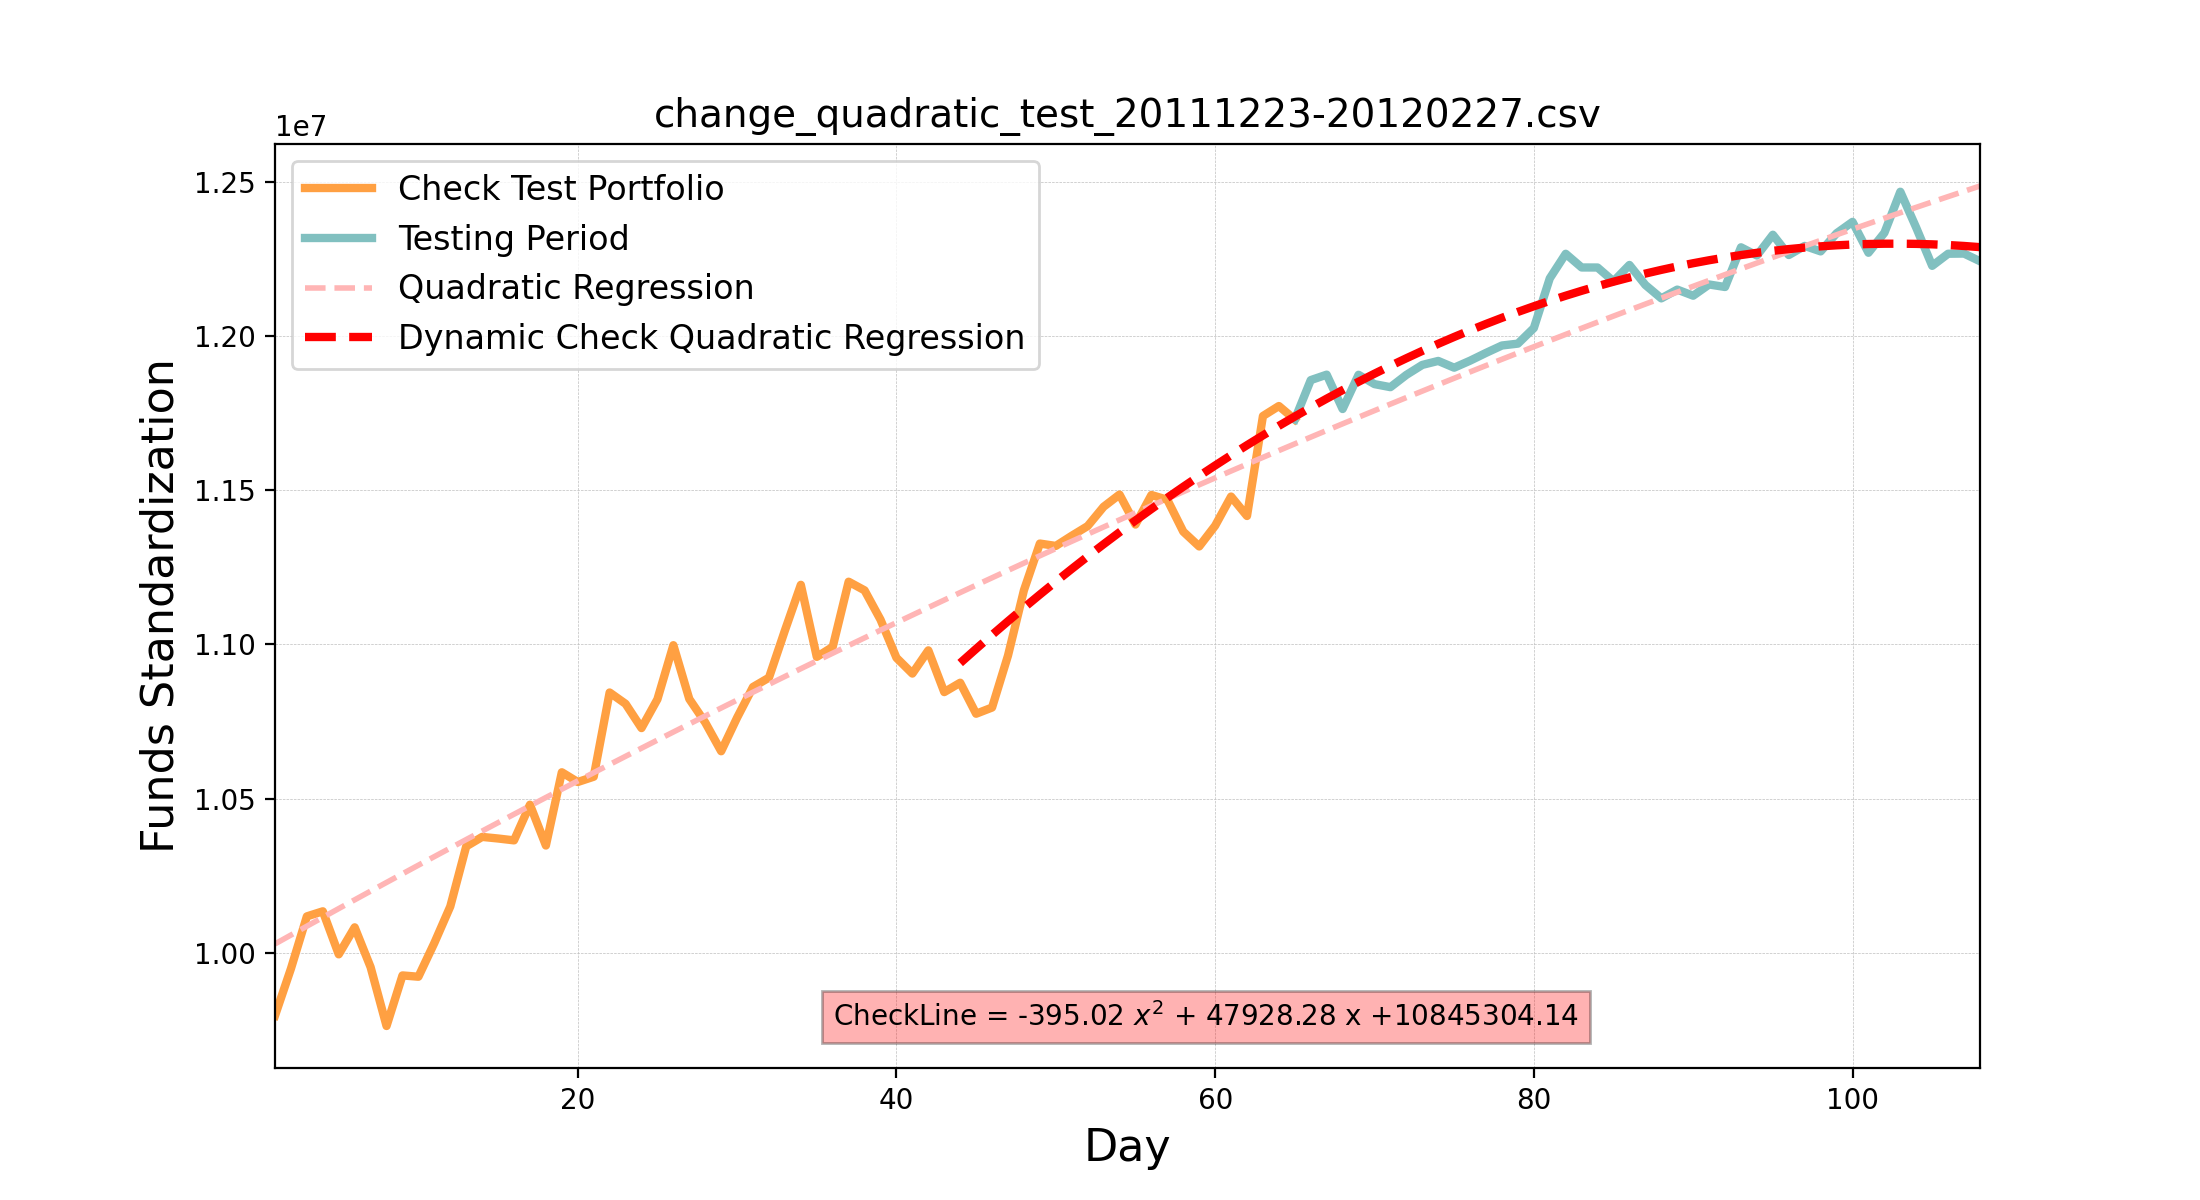 change_quadratic_test_20111223-20120227.csv
1e7
Check Test Portfolio
Testing Period
Quadratic Regression
Dynamic Check Quadratic Regression
1.25
1.20
1.15
1.10
1.05
1.00
Funds Standardization
CheckLine = -395.02 x² + 47928.28 x +10845304.14
20 40 60 80 100
Day